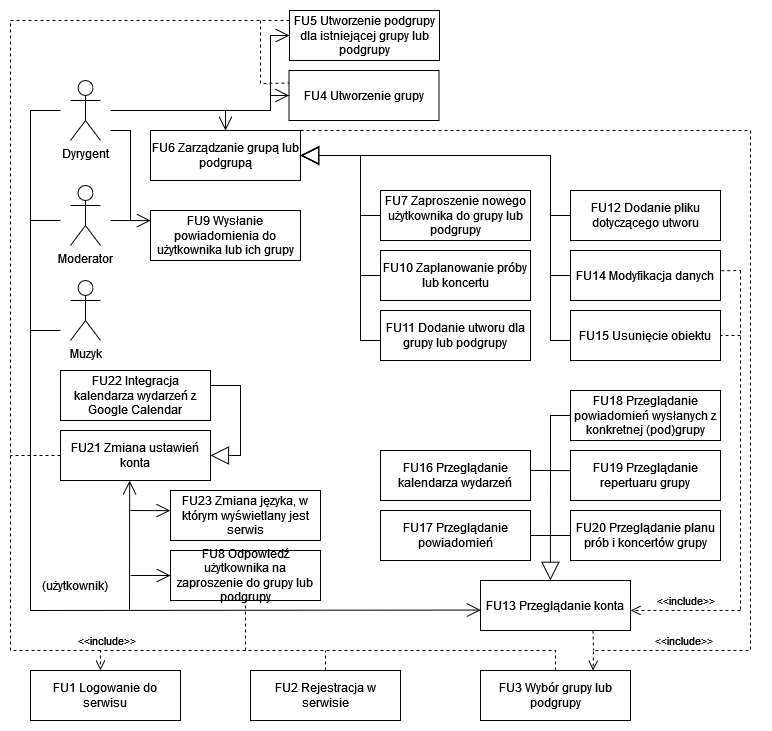 FU5 Utworzenie podgrupy
dla istniejącej grupy lub
podgrupy
FU4 Utworzenie grupy
Dyrygent
FU6 Zarządzanie grupą lub
podgrupą
FU9 Wysłanie
powiadomienia do
użytkownika lub ich grupy
Moderator
FU7 Zaproszenie nowego
użytkownika do grupy lub
podgrupy
FU12 Dodanie pliku
dotyczącego utworu
FU10 Zaplanowanie próby
lub koncertu
FU14 Modyfikacja danych
FU11 Dodanie utworu dla
grupy lub podgrupy
FU15 Usunięcie obiektu
Muzyk
FU22 Integracja
kalendarza wydarzeń z
Google Calendar
FU21 Zmiana ustawień
konta
FU18 Przeglądanie
powiadomień wysłanych z
konkretnej (pod)grupy
FU16 Przeglądanie
kalendarza wydarzeń
FU19 Przeglądanie
repertuaru grupy
FU23 Zmiana języka, w
którym wyświetlany jest
serwis
FU17 Przeglądanie
powiadomień
FU20 Przeglądanie planu
prób i koncertów grupy
FU8 Odpowiedź
użytkownika na
zaproszenie do grupy lub
podgrupy
(użytkownik)
FU13 Przeglądanie konta
<<include>>
<<include>>
<<include>>
FU1 Logowanie do
serwisu
FU2 Rejestracja w
serwisie
FU3 Wybór grupy lub
podgrupy